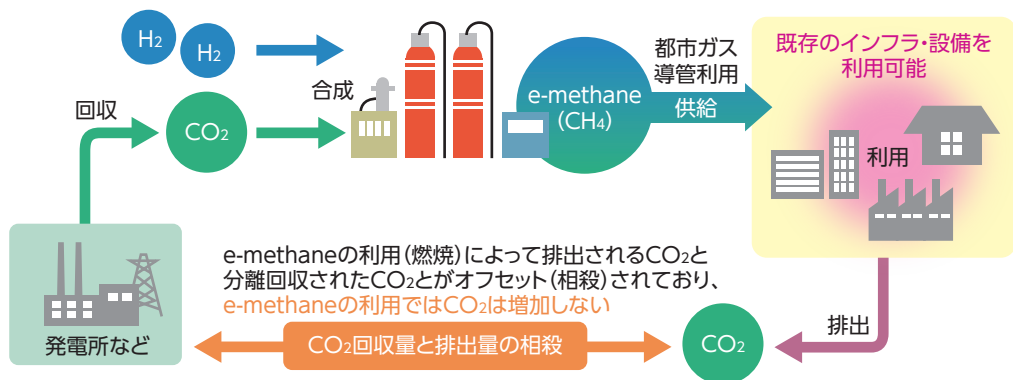 H₂
H₂
回収
CO₂
合成
e-methane
(CH₄)
都市ガス
導管利用
供給
既存のインフラ・設備を
利用可能
利用
発電所など
e-methaneの利用(燃焼)によって排出されるCO₂と
分離回収されたCO₂とがオフセット(相殺)されており、
e-methaneの利用ではCO₂は増加しない
CO₂回収量と排出量の相殺
CO₂
排出